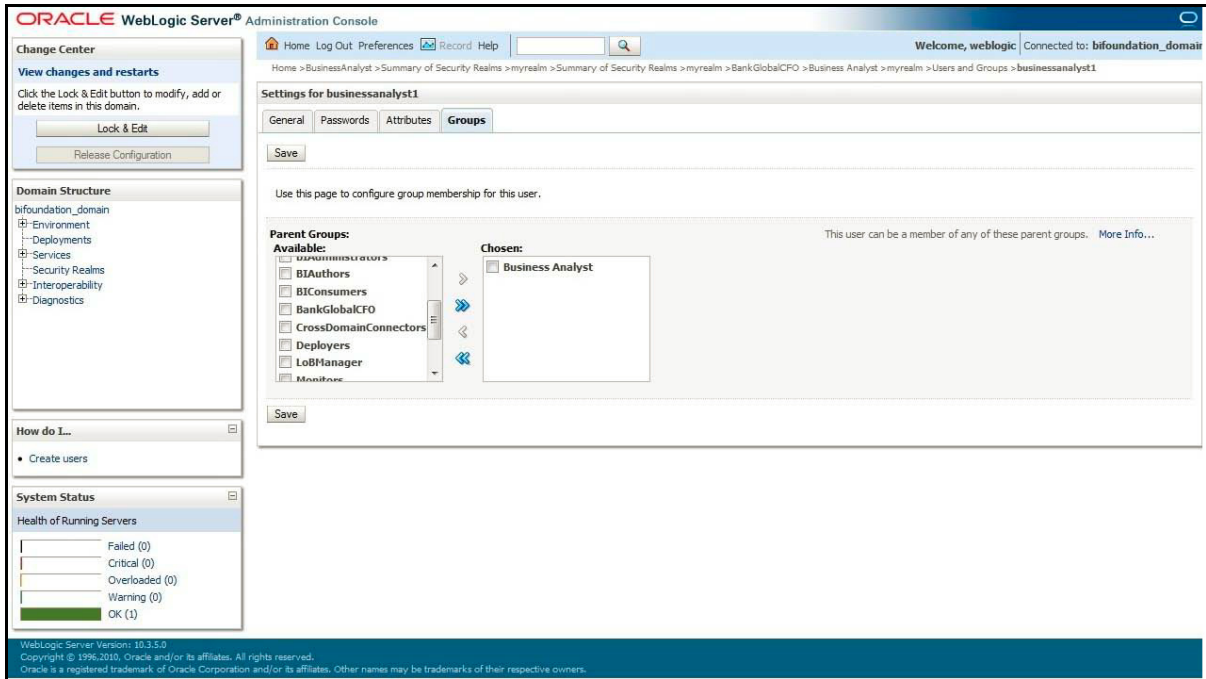 ORACLE WebLogic Server® Administration Console
Change Center
View changes and restarts
Click the Lock & Edit button to modify, add or
delete items in this domain.
Lock & Edit
Release Configuration
Domain Structure
bifoundation_domain
Environment
Deployments
Services
Security Realms
Interoperability
Diagnostics
How do I...
Create users
System Status
Health of Running Servers
Failed (0)
Critical (0)
Overloaded (0)
Warning (0)
OK (1)
Home Log Out Preferences Record Help
Welcome, weblogic Connected to: bifoundation_domain
Home >BusinessAnalyst >Summary of Security Realms >myrealm >Summary of Security Realms >myrealm >BankGlobalCFO >Business Analyst >myrealm >Users and Groups >businessanalyst1
Settings for businessanalyst1
General Passwords Attributes Groups
Save
Use this page to configure group membership for this user.
Parent Groups:
This user can be a member of any of these parent groups. More Info...
Available:
BIAdministrators
BIAuthors
BIConsumers
BankGlobalCFO
CrossDomainConnectors
Deployers
LoBManager
Monitors
Chosen:
Business Analyst
Save
WebLogic Server Version: 10.3.5.0
Copyright © 1996,2010, Oracle and/or its affiliates. All rights reserved.
Oracle is a registered trademark of Oracle Corporation and/or its affiliates. Other names may be trademarks of their respective owners.